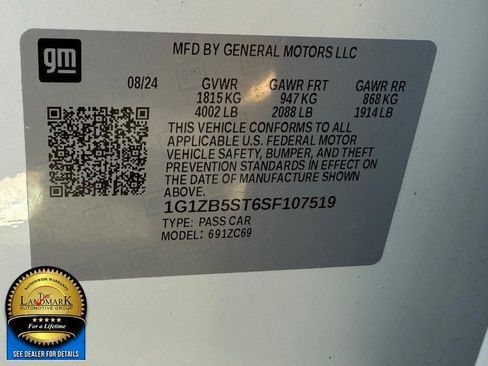 gm
MFD BY GENERAL MOTORS LLC
08/24 GVWR GAWR FRT GAWR RR
1815 KG 947 KG 868 KG
4002 LB 2088 LB 1914 LB
THIS VEHICLE CONFORMS TO ALL
APPLICABLE U.S. FEDERAL MOTOR
VEHICLE SAFETY, BUMPER, AND THEFT
PREVENTION STANDARDS IN EFFECT ON
THE DATE OF MANUFACTURE SHOWN
ABOVE.
1G1ZB5ST6SF107519
TYPE: PASS CAR
MODEL: 691ZC69
NATIONWIDE WARRANTY
The
LANDMARK
AUTOMOTIVE GROUP
For a Lifetime
SEE DEALER FOR DETAILS